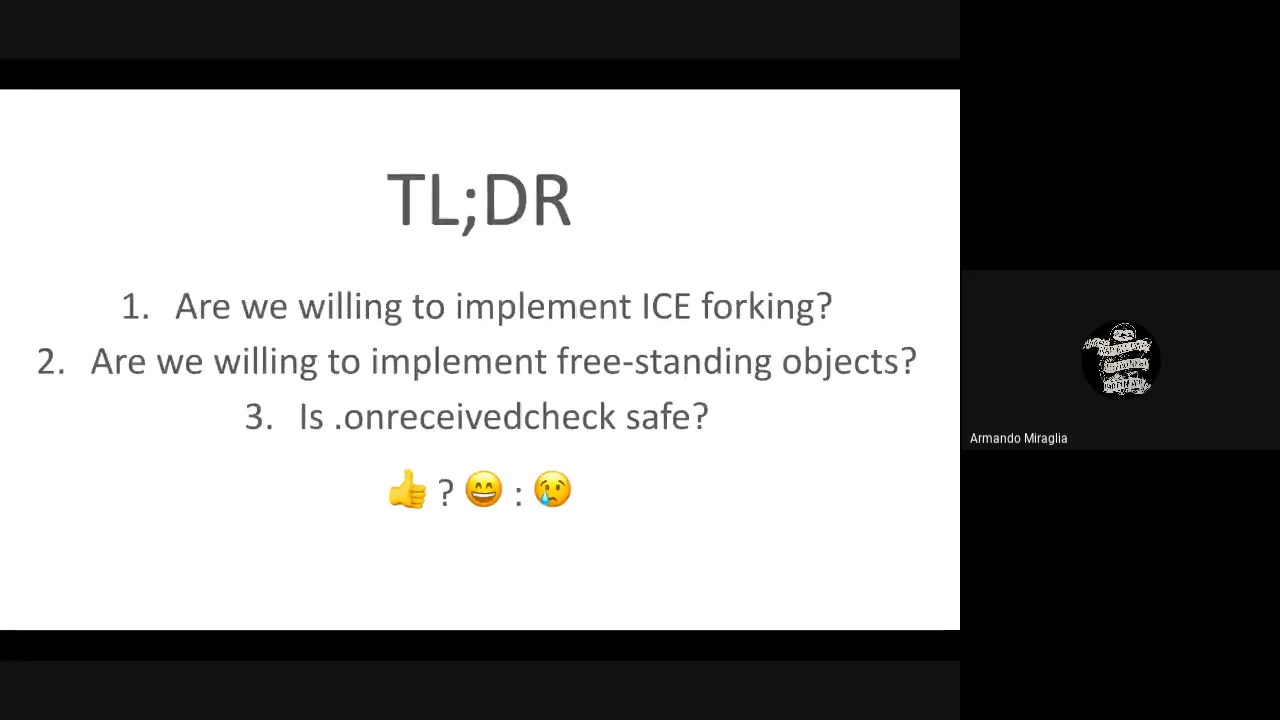 TL;DR
1. Are we willing to implement ICE forking?
2. Are we willing to implement free-standing objects?
3. Is .onreceivedcheck safe?
👍 ? 😄 : 😢
Armando Miraglia